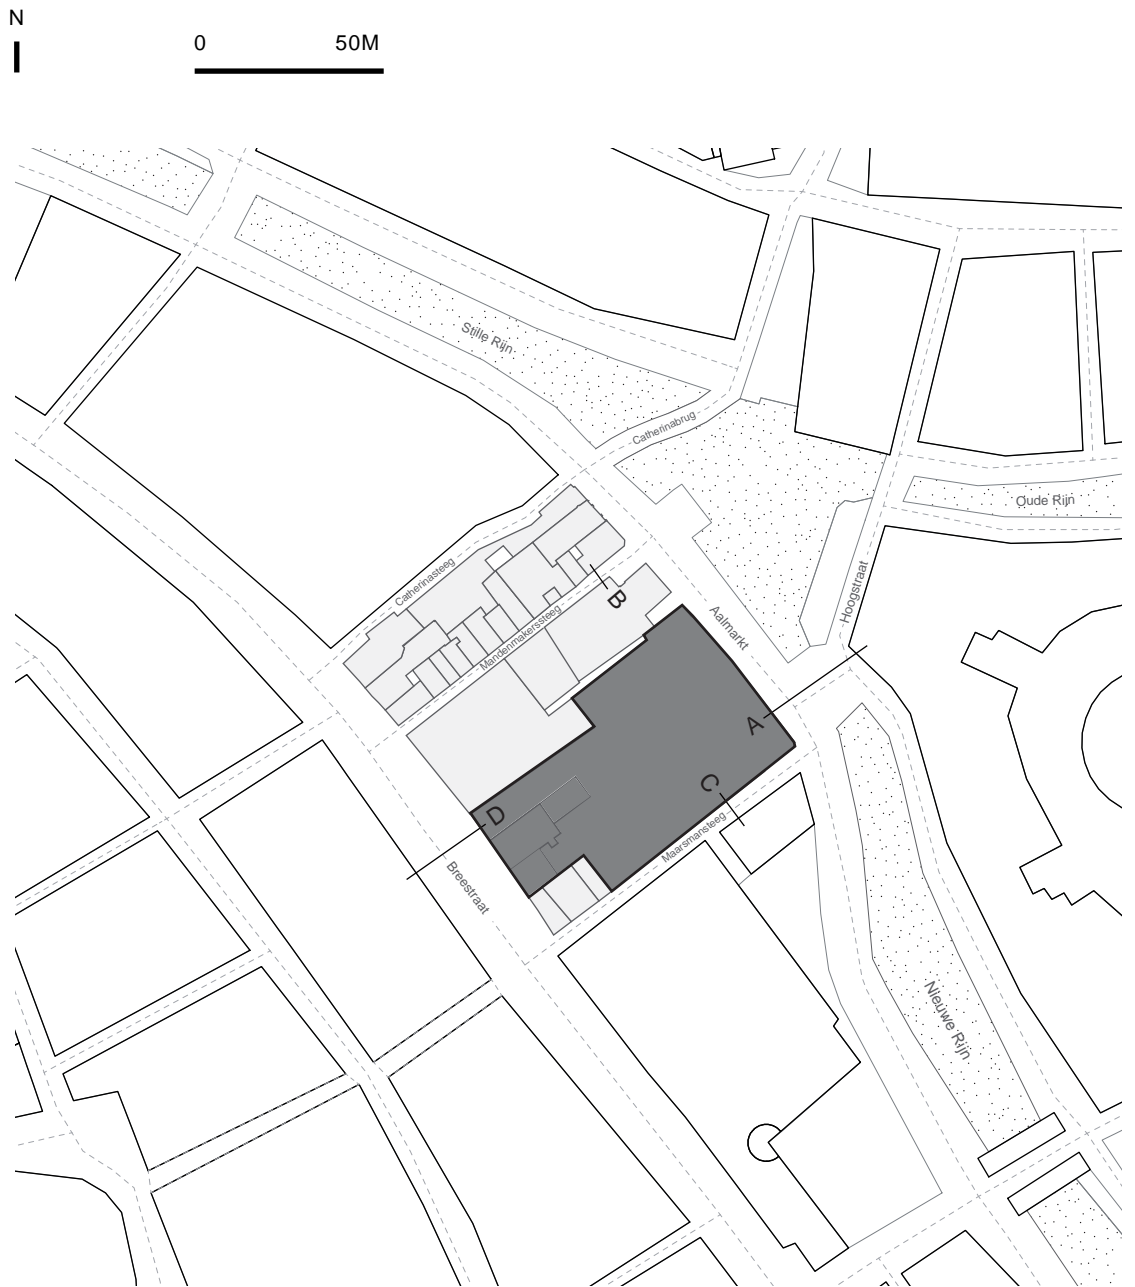 N
0 50M
Stille Rijn
Catherinabrug
Oude Rijn
Catherinasteeg
Hoogstraat
B
Mandenmakerssteeg
Aalmarkt
A
C
D
Maarsmansteeg
Breestraat
Nieuwe Rijn